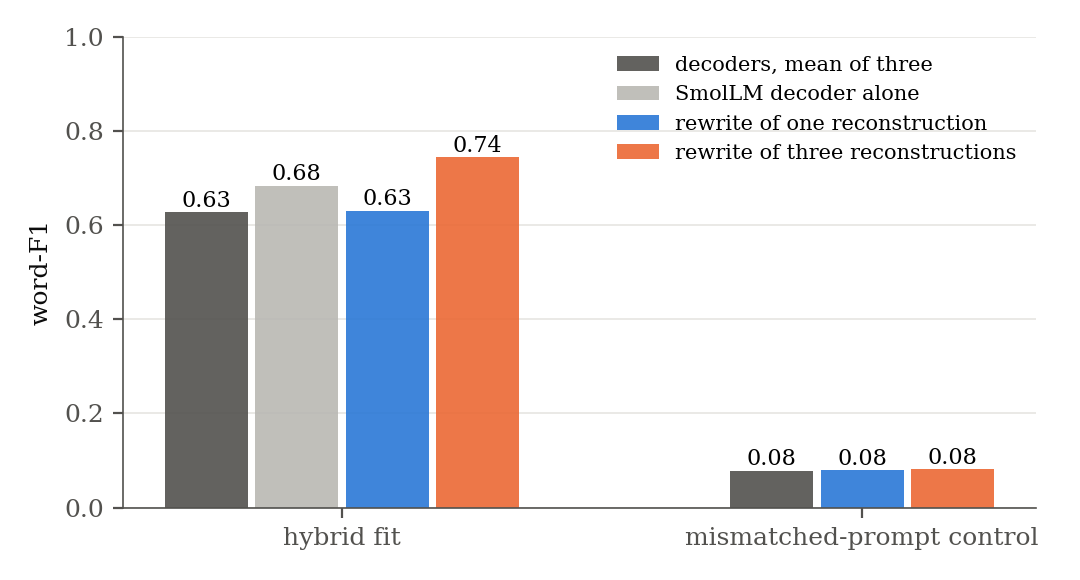 1.0
0.8
0.6
0.4
0.2
0.0
word-F1
decoders, mean of three
SmolLM decoder alone
rewrite of one reconstruction
rewrite of three reconstructions
0.63
0.68
0.63
0.74
0.08
0.08
0.08
hybrid fit
mismatched-prompt control